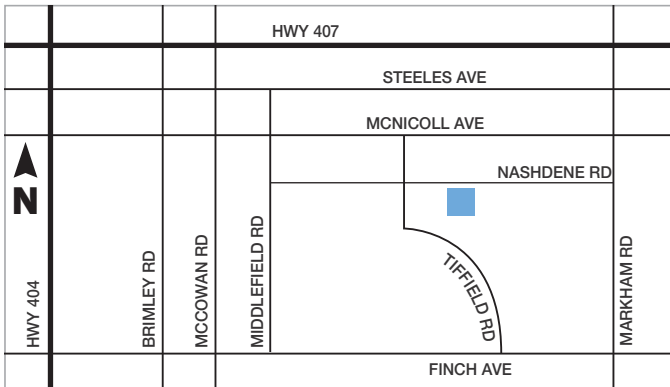 HWY 407
STEELES AVE
MCNICOLL AVE
NASHDENE RD
N
HWY 404
BRIMLEY RD
MCCOWAN RD
MIDDLEFIELD RD
TIFFIELD RD
MARKHAM RD
FINCH AVE